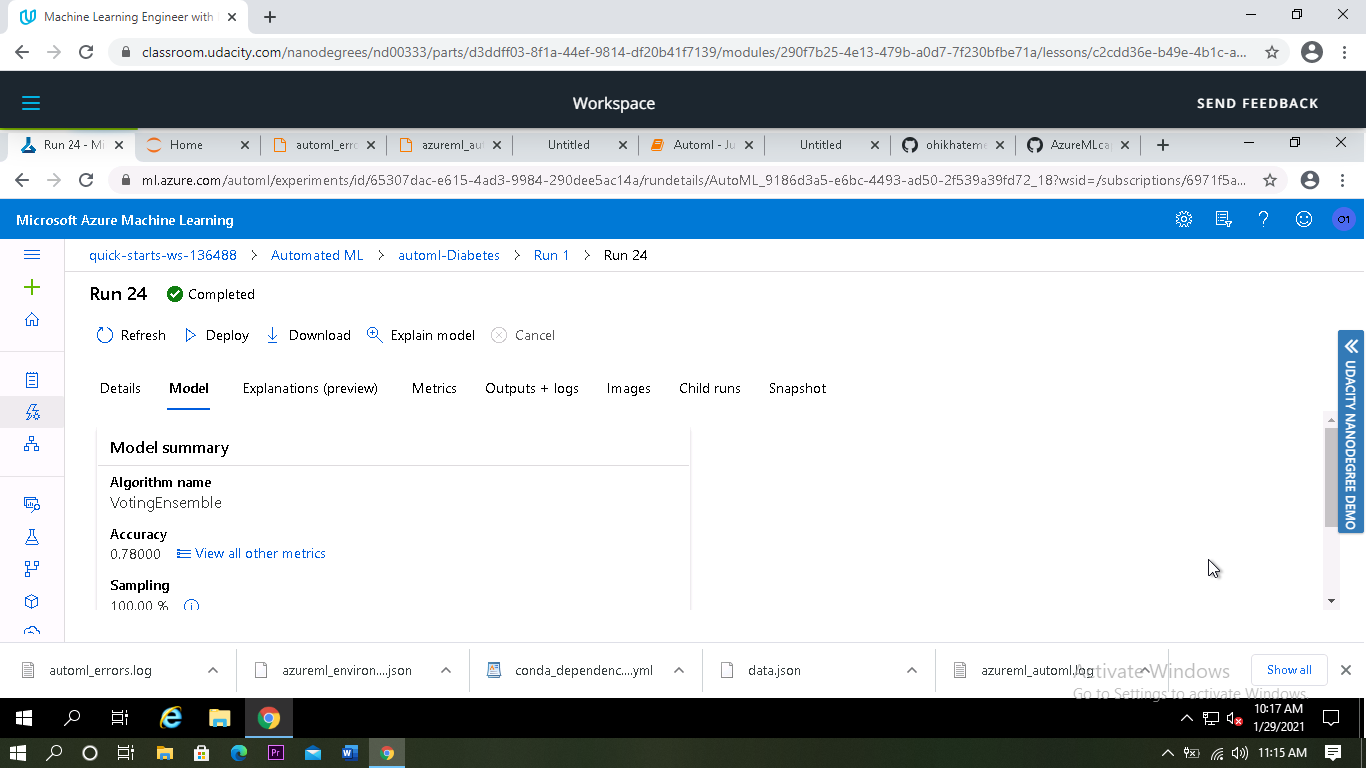 Machine Learning Engineer with
classroom.udacity.com/nanodegrees/nd00333/parts/d3ddff03-8f1a-44ef-9814-df20b41f7139/modules/290f7b25-4e13-479b-a0d7-7f230bfbe71a/lessons/c2cdd36e-b49e-4b1c-a...
Workspace
SEND FEEDBACK
Run 24 - Mi
Home
automl_erro
azureml_aut
Untitled
Automl - Ju
Untitled
ohikhateme
AzureMLcap
ml.azure.com/automl/experiments/id/65307dac-e615-4ad3-9984-290dee5ac14a/rundetails/AutoML_9186d3a5-e6bc-4493-ad50-2f539a39fd72_18?wsid=/subscriptions/6971f5a...
Microsoft Azure Machine Learning
O1
quick-starts-ws-136488 > Automated ML > automl-Diabetes > Run 1 > Run 24
Run 24 Completed
Refresh Deploy Download Explain model Cancel
Details Model Explanations (preview) Metrics Outputs + logs Images Child runs Snapshot
UDACITY NANODEGREE DEMO
Model summary
Algorithm name
VotingEnsemble
Accuracy
0.78000 View all other metrics
Sampling
100.00 %
automl_errors.log
azureml_environ....json
conda_dependenc....yml
data.json
azureml_automl.log
Show all
Activate Windows
Go to Settings to activate Windows.
10:17 AM
1/29/2021
11:15 AM